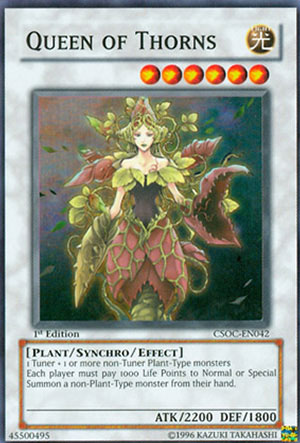 QUEEN OF THORNS
光
1st Edition
CSOC-EN042
[PLANT/SYNCHRO/EFFECT]
1 Tuner + 1 or more non-Tuner Plant-Type monsters
Each player must pay 1000 Life Points to Normal or Special
Summon a non-Plant-Type monster from their hand.
ATK/2200 DEF/1800
45500495
©1996 KAZUKI TAKAHASHI